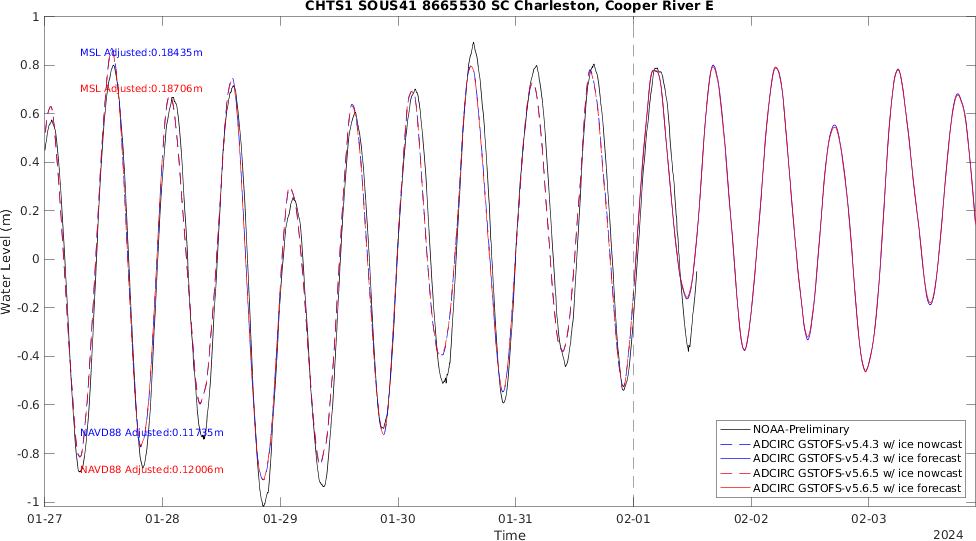 CHTS1 SOUS41 8665530 SC Charleston, Cooper River E
MSL Adjusted:0.18435m
MSL Adjusted:0.18706m
NAVD88 Adjusted:0.11735m
NAVD88 Adjusted:0.12006m
Water Level (m)
1
0.8
0.6
0.4
0.2
0
-0.2
-0.4
-0.6
-0.8
-1
NOAA-Preliminary
ADCIRC GSTOFS-v5.4.3 w/ ice nowcast
ADCIRC GSTOFS-v5.4.3 w/ ice forecast
ADCIRC GSTOFS-v5.6.5 w/ ice nowcast
ADCIRC GSTOFS-v5.6.5 w/ ice forecast
01-27 01-28 01-29 01-30 01-31 02-01 02-02 02-03
Time
2024